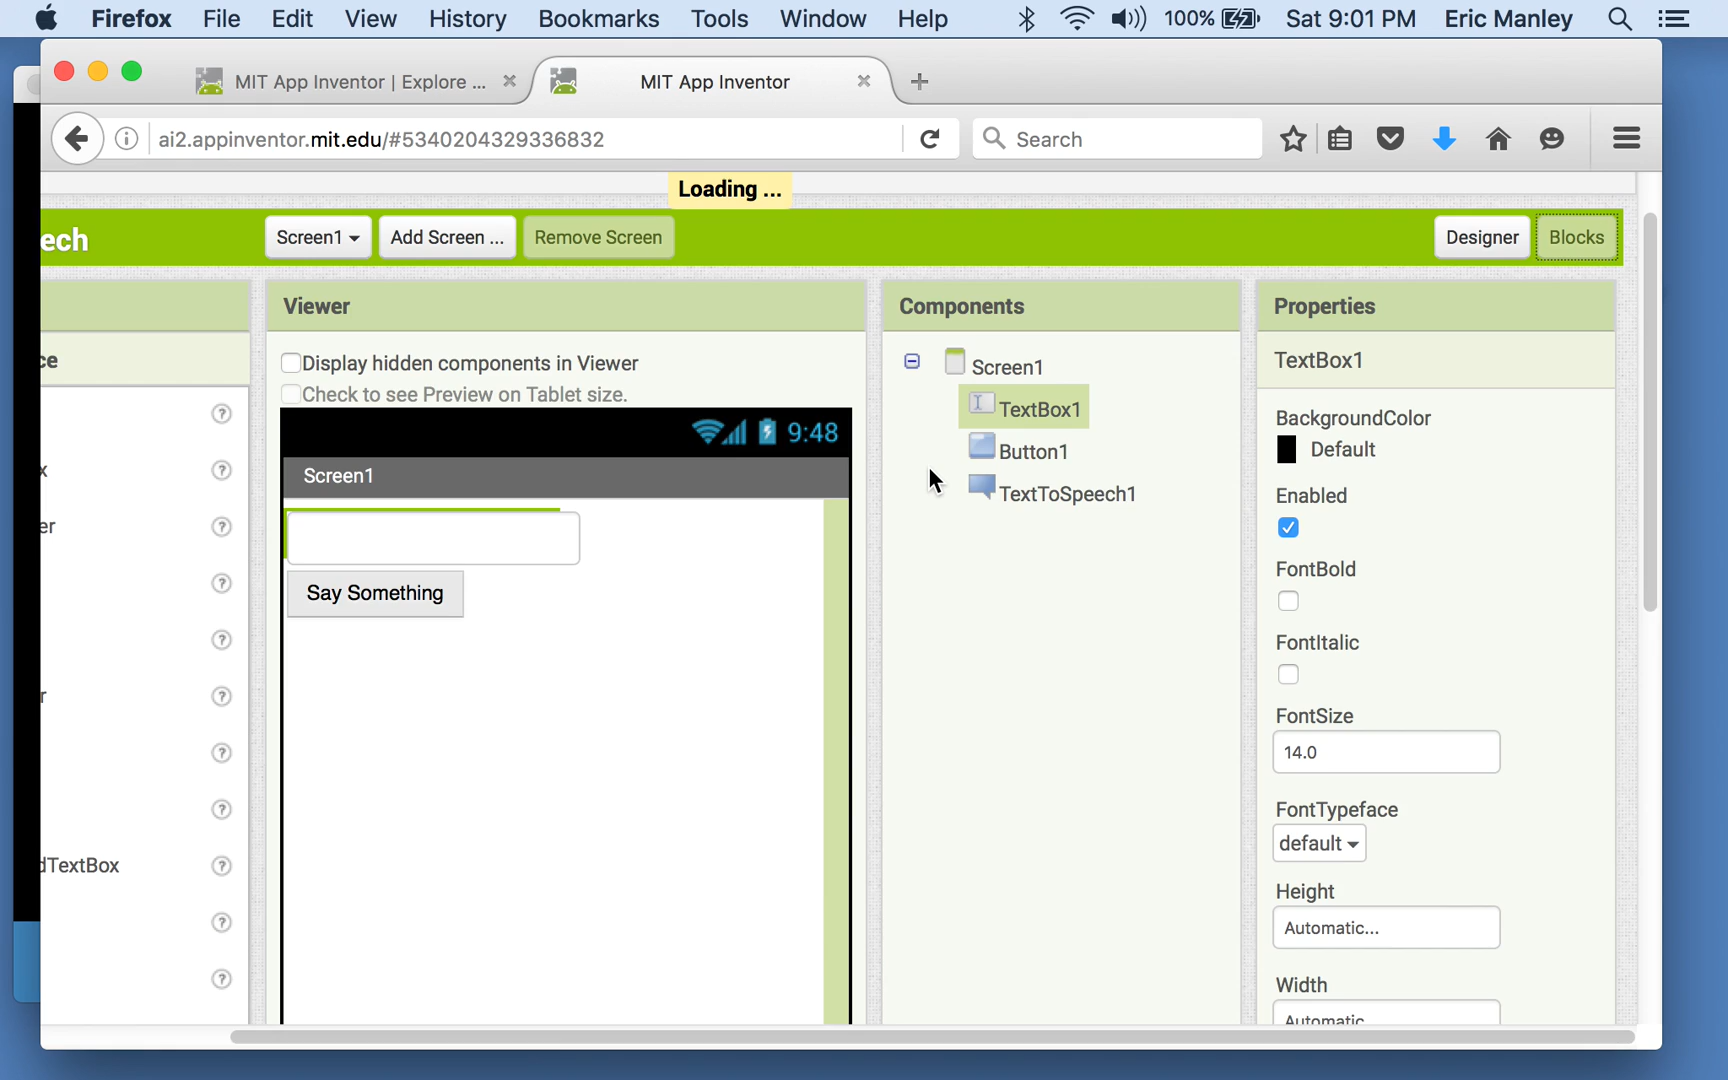 Firefox File Edit View History Bookmarks Tools Window Help 100% Sat 9:01 PM Eric Manley
MIT App Inventor | Explore ... MIT App Inventor
ai2.appinventor.mit.edu/#5340204329336832 Search
Loading ...
ech Screen1 Add Screen ... Remove Screen Designer Blocks
Viewer Components Properties
ce
Display hidden components in Viewer
Check to see Preview on Tablet size.
9:48
Screen1
Say Something
x
er
r
dTextBox
Screen1
TextBox1
Button1
TextToSpeech1
TextBox1
BackgroundColor
Default
Enabled
FontBold
FontItalic
FontSize
14.0
FontTypeface
default
Height
Automatic...
Width
Automatic